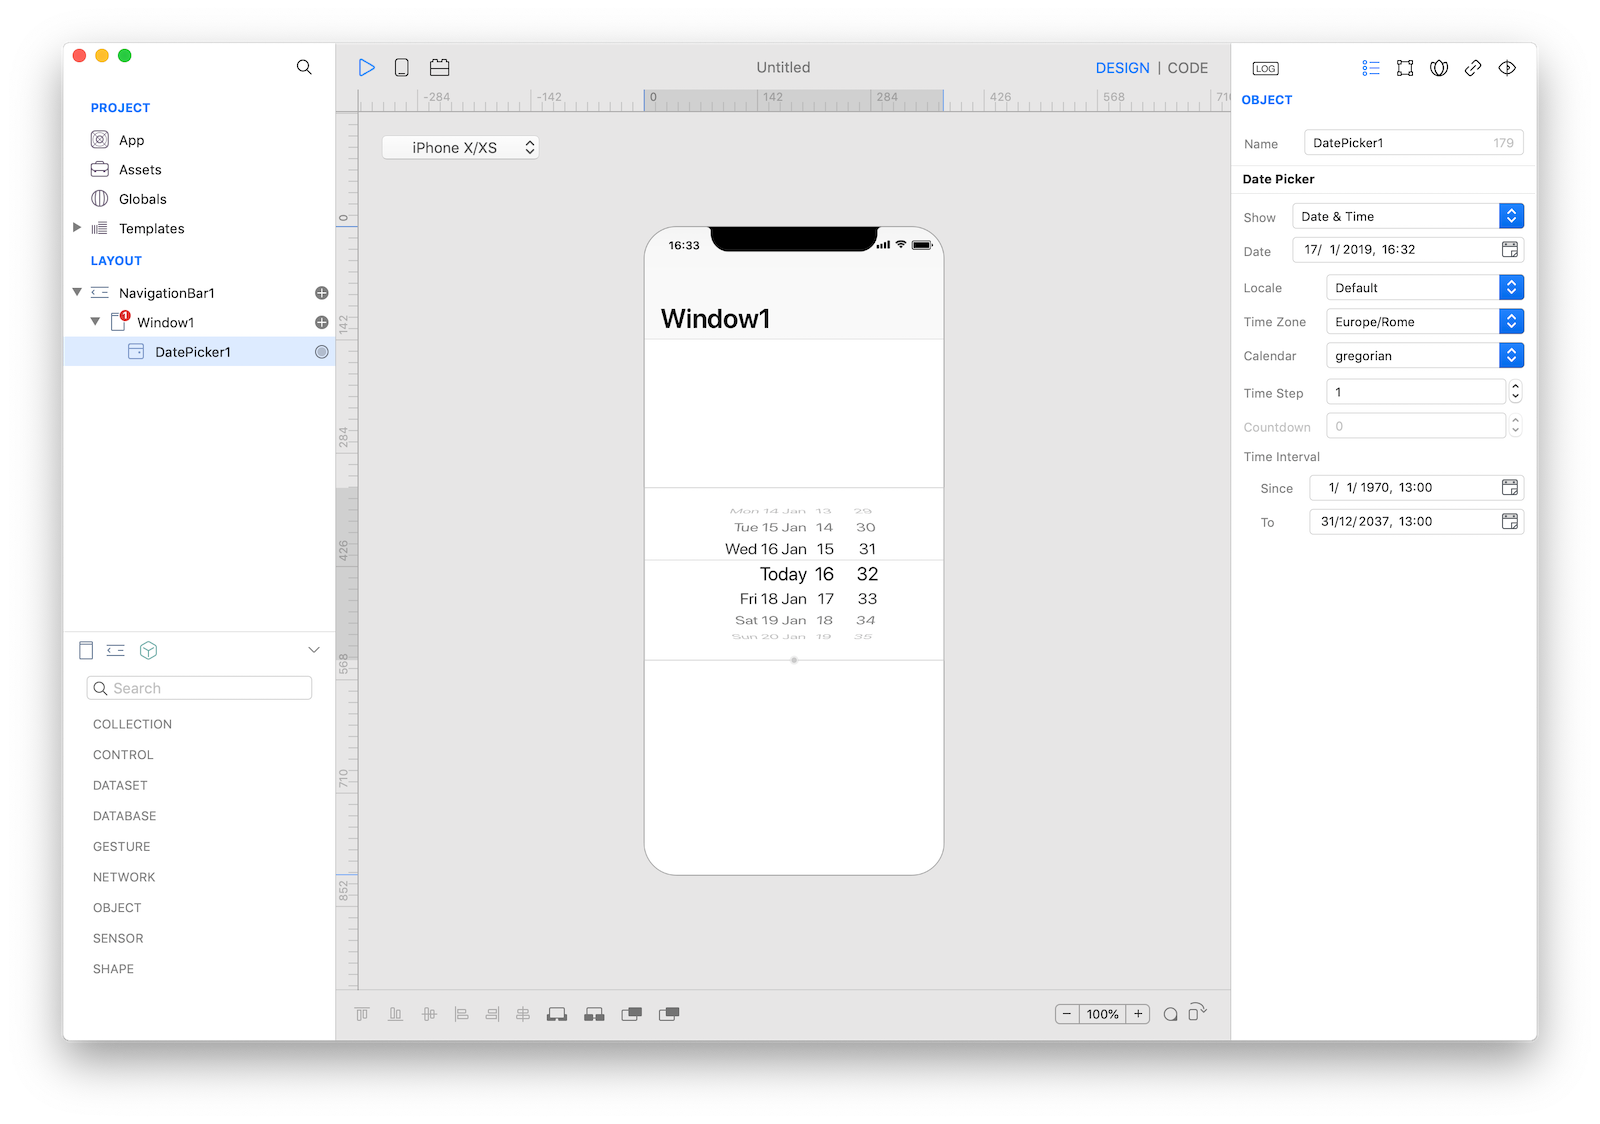 Untitled
DESIGN | CODE
LOG
PROJECT
App
Assets
Globals
Templates
LAYOUT
NavigationBar1
1
Window1
DatePicker1
Search
COLLECTION
CONTROL
DATASET
DATABASE
GESTURE
NETWORK
OBJECT
SENSOR
SHAPE
-284 -142 0 142 284 426 568 710
0
142
284
426
568
710
852
iPhone X/XS
16:33
Window1
Mon 14 Jan 13 29
Tue 15 Jan 14 30
Wed 16 Jan 15 31
Today 16 32
Fri 18 Jan 17 33
Sat 19 Jan 18 34
Sun 20 Jan 19 35
− 100% +
OBJECT
Name DatePicker1 179
Date Picker
Show Date & Time
Date 17/ 1/2019, 16:32
Locale Default
Time Zone Europe/Rome
Calendar gregorian
Time Step 1
Countdown 0
Time Interval
Since 1/ 1/1970, 13:00
To 31/12/2037, 13:00